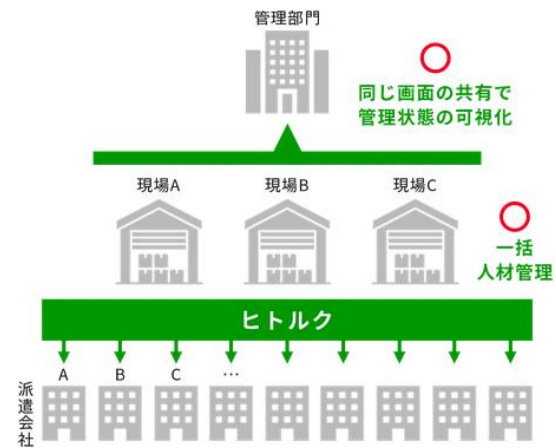 管理部門
同じ画面の共有で
管理状態の可視化
現場A
現場B
現場C
一括
人材管理
ヒトルク
A
B
C
…
派遣会社